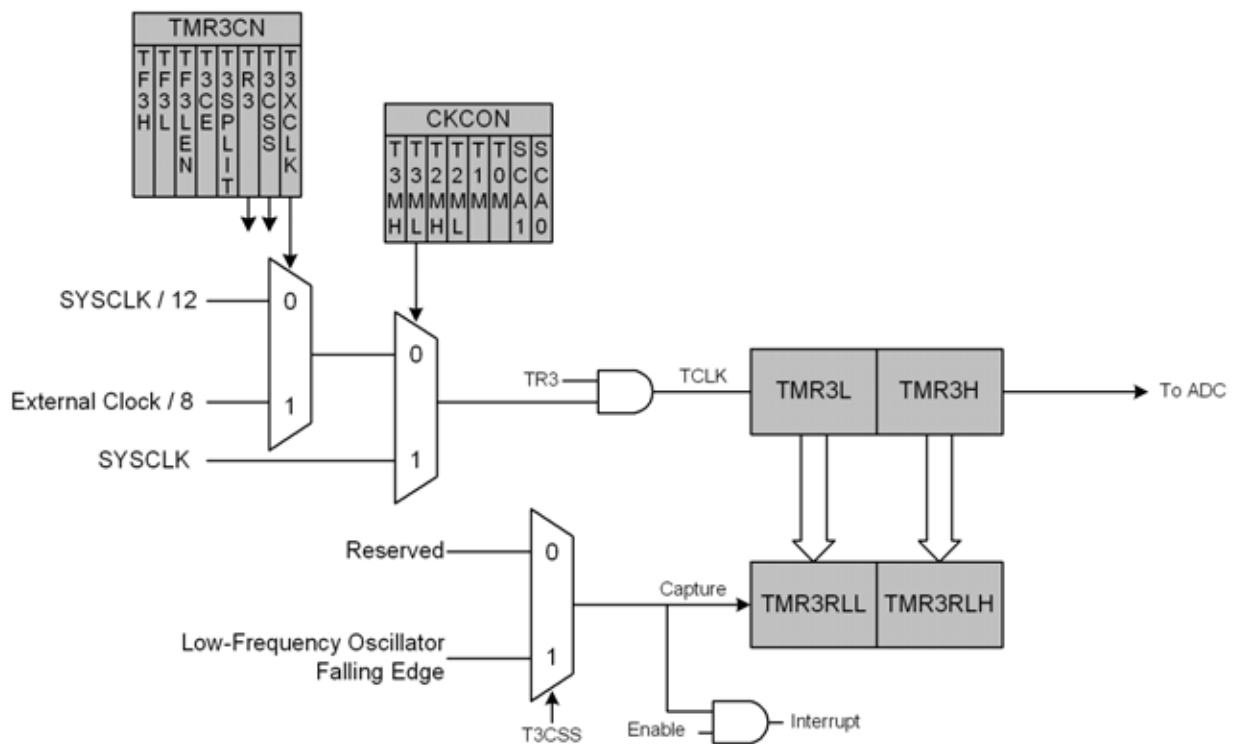 TMR3CN
TF3H
TF3L
TF3LEN
T3CE
T3SPLIT
TR3
T3CSS
T3XCLK
CKCON
T3MH
T3ML
T2MH
T2ML
T1M
T0M
SCA1
SCA0
SYSCLK / 12
0
External Clock / 8
1
SYSCLK
0
1
TR3
TCLK
TMR3L
TMR3H
To ADC
Reserved
0
Low-Frequency Oscillator
Falling Edge
1
T3CSS
Capture
TMR3RLL
TMR3RLH
Enable
Interrupt